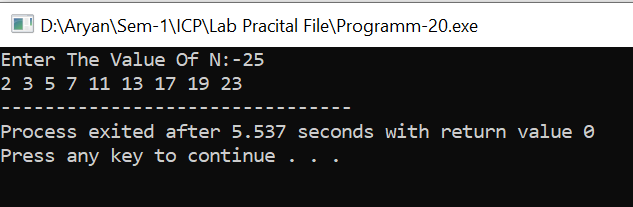 D:\Aryan\Sem-1\ICP\Lab Pracital File\Programm-20.exe
Enter The Value Of N:-25
2 3 5 7 11 13 17 19 23
--------------------------------
Process exited after 5.537 seconds with return value 0
Press any key to continue . . .